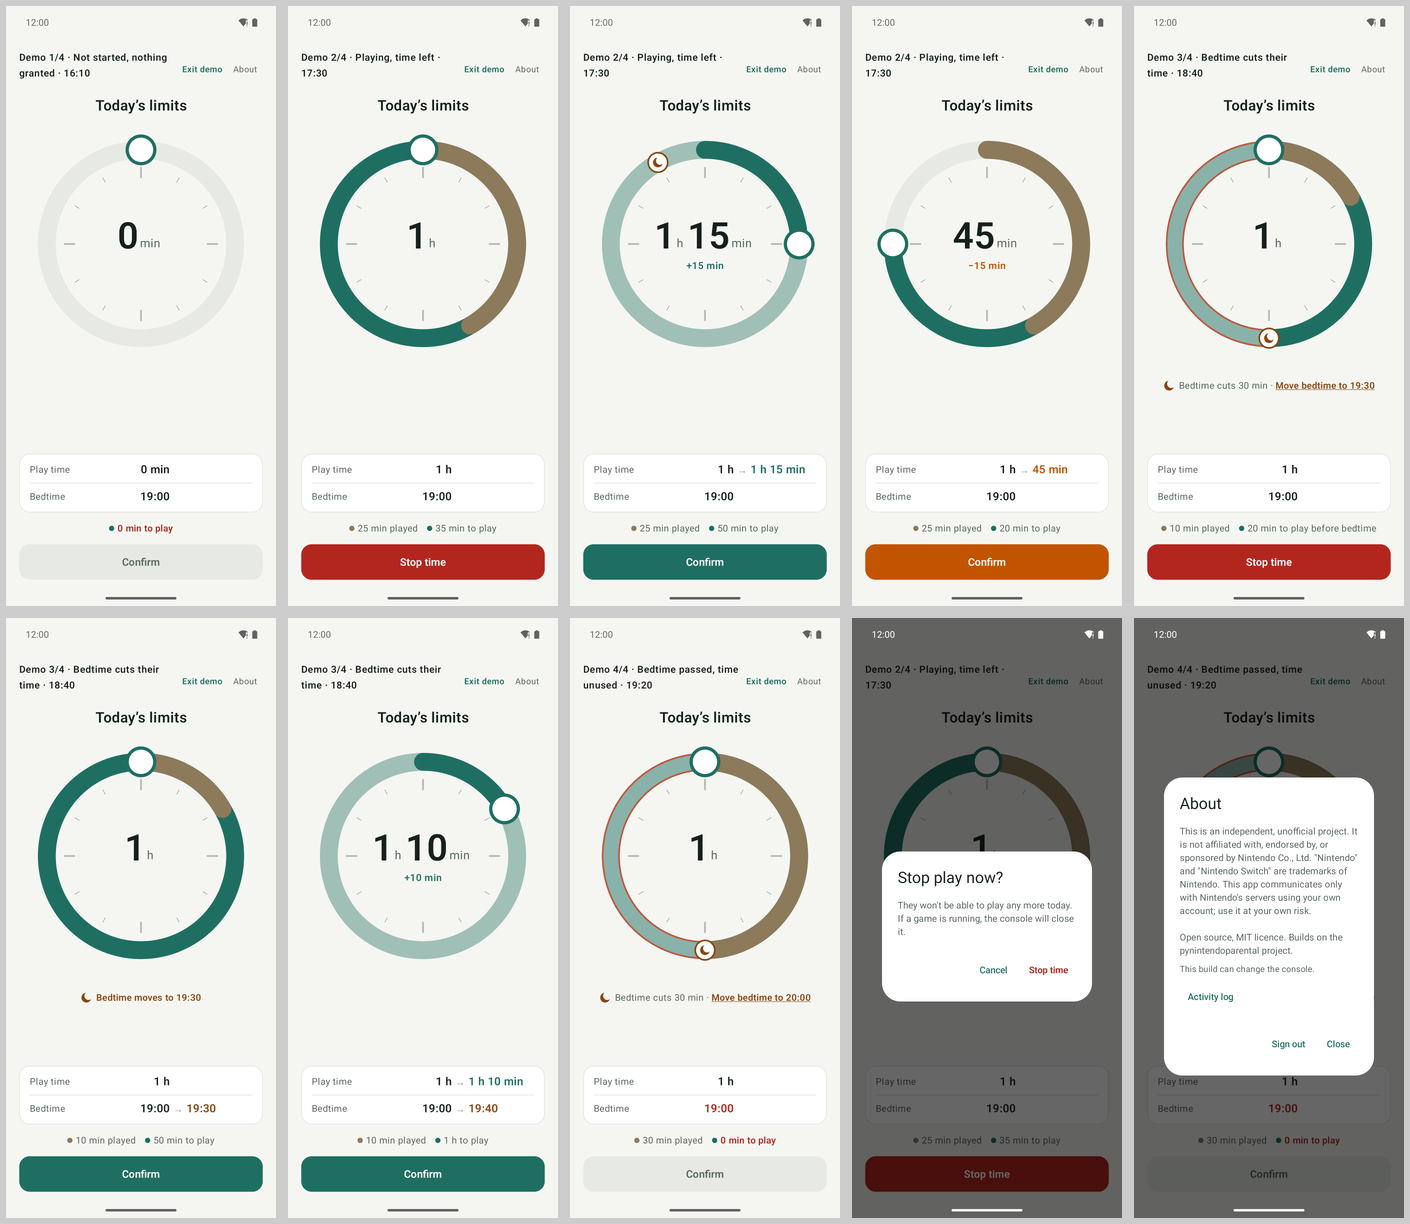 12:00
Demo 1/4 · Not started, nothing
granted · 16:10
Exit demo About
Today’s limits
0 min
Play time 0 min
Bedtime 19:00
0 min to play
Confirm
12:00
Demo 2/4 · Playing, time left ·
17:30
Exit demo About
Today’s limits
1 h
Play time 1 h
Bedtime 19:00
25 min played 35 min to play
Stop time
12:00
Demo 2/4 · Playing, time left ·
17:30
Exit demo About
Today’s limits
1 h 15 min
+15 min
Play time 1 h → 1 h 15 min
Bedtime 19:00
25 min played 50 min to play
Confirm
12:00
Demo 2/4 · Playing, time left ·
17:30
Exit demo About
Today’s limits
45 min
−15 min
Play time 1 h → 45 min
Bedtime 19:00
25 min played 20 min to play
Confirm
12:00
Demo 3/4 · Bedtime cuts their
time · 18:40
Exit demo About
Today’s limits
1 h
Bedtime cuts 30 min · Move bedtime to 19:30
Play time 1 h
Bedtime 19:00
10 min played 20 min to play before bedtime
Stop time
12:00
Demo 3/4 · Bedtime cuts their
time · 18:40
Exit demo About
Today’s limits
1 h
Bedtime moves to 19:30
Play time 1 h
Bedtime 19:00 → 19:30
10 min played 50 min to play
Confirm
12:00
Demo 3/4 · Bedtime cuts their
time · 18:40
Exit demo About
Today’s limits
1 h 10 min
+10 min
Play time 1 h → 1 h 10 min
Bedtime 19:00 → 19:40
10 min played 1 h to play
Confirm
12:00
Demo 4/4 · Bedtime passed, time
unused · 19:20
Exit demo About
Today’s limits
1 h
Bedtime cuts 30 min · Move bedtime to 20:00
Play time 1 h
Bedtime 19:00
30 min played 0 min to play
Confirm
12:00
Demo 2/4 · Playing, time left ·
17:30
Exit demo About
Today’s limits
1 h
Stop play now?
They won't be able to play any more today.
If a game is running, the console will close
it.
Cancel Stop time
Play time 1 h
Bedtime 19:00
25 min played 35 min to play
Stop time
12:00
Demo 4/4 · Bedtime passed, time
unused · 19:20
Exit demo About
Today’s limits
About
This is an independent, unofficial project. It
is not affiliated with, endorsed by, or
sponsored by Nintendo Co., Ltd. "Nintendo"
and "Nintendo Switch" are trademarks of
Nintendo. This app communicates only
with Nintendo's servers using your own
account; use it at your own risk.
Open source, MIT licence. Builds on the
pynintendoparental project.
This build can change the console.
Activity log
Sign out Close
Play time 1 h
Bedtime 19:00
30 min played 0 min to play
Confirm